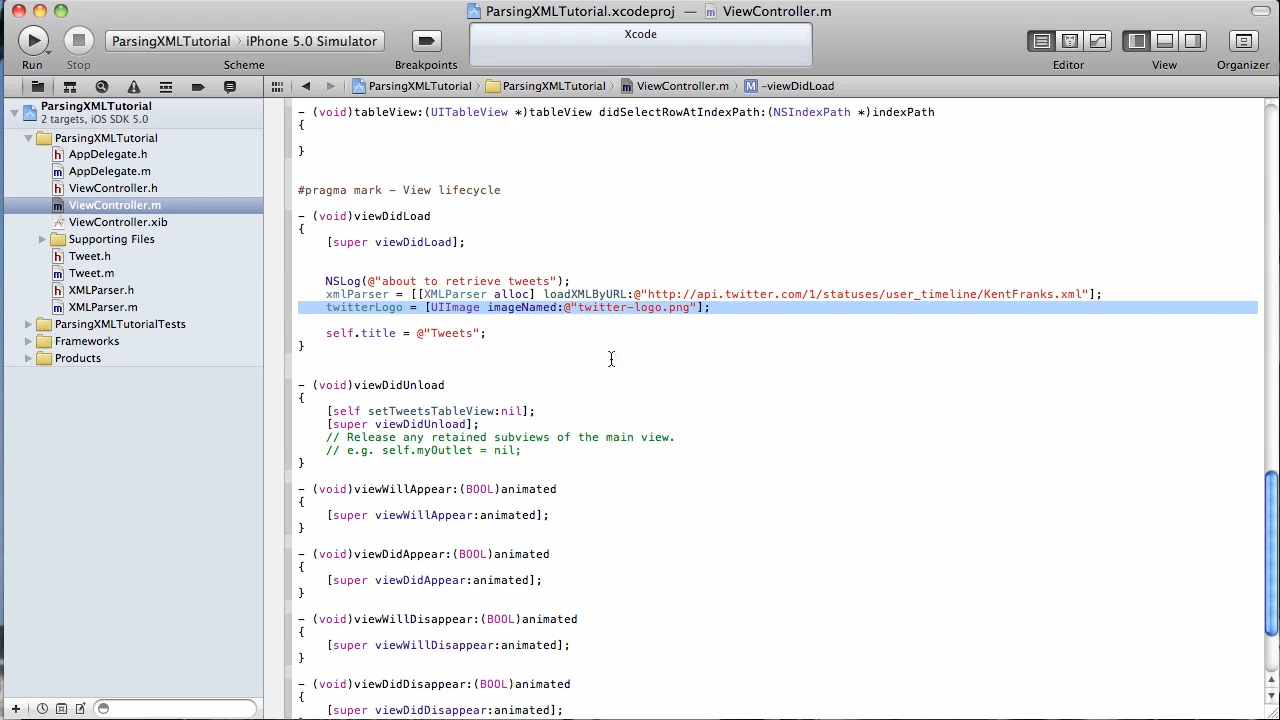 ParsingXMLTutorial.xcodeproj — ViewController.m
ParsingXMLTutorial › iPhone 5.0 Simulator
Xcode
Run Stop Scheme Breakpoints Editor View Organizer
ParsingXMLTutorial ParsingXMLTutorial ViewController.m M -viewDidLoad
ParsingXMLTutorial
2 targets, iOS SDK 5.0
ParsingXMLTutorial
h AppDelegate.h
m AppDelegate.m
h ViewController.h
m ViewController.m
ViewController.xib
Supporting Files
h Tweet.h
m Tweet.m
h XMLParser.h
m XMLParser.m
ParsingXMLTutorialTests
Frameworks
Products
- (void)tableView:(UITableView *)tableView didSelectRowAtIndexPath:(NSIndexPath *)indexPath
{
}
#pragma mark - View lifecycle
- (void)viewDidLoad
{
[super viewDidLoad];
NSLog(@"about to retrieve tweets");
xmlParser = [[XMLParser alloc] loadXMLByURL:@"http://api.twitter.com/1/statuses/user_timeline/KentFranks.xml"];
twitterLogo = [UIImage imageNamed:@"twitter-logo.png"];
self.title = @"Tweets";
}
- (void)viewDidUnload
{
[self setTweetsTableView:nil];
[super viewDidUnload];
// Release any retained subviews of the main view.
// e.g. self.myOutlet = nil;
}
- (void)viewWillAppear:(BOOL)animated
{
[super viewWillAppear:animated];
}
- (void)viewDidAppear:(BOOL)animated
{
[super viewDidAppear:animated];
}
- (void)viewWillDisappear:(BOOL)animated
{
[super viewWillDisappear:animated];
}
- (void)viewDidDisappear:(BOOL)animated
{
[super viewDidDisappear:animated];